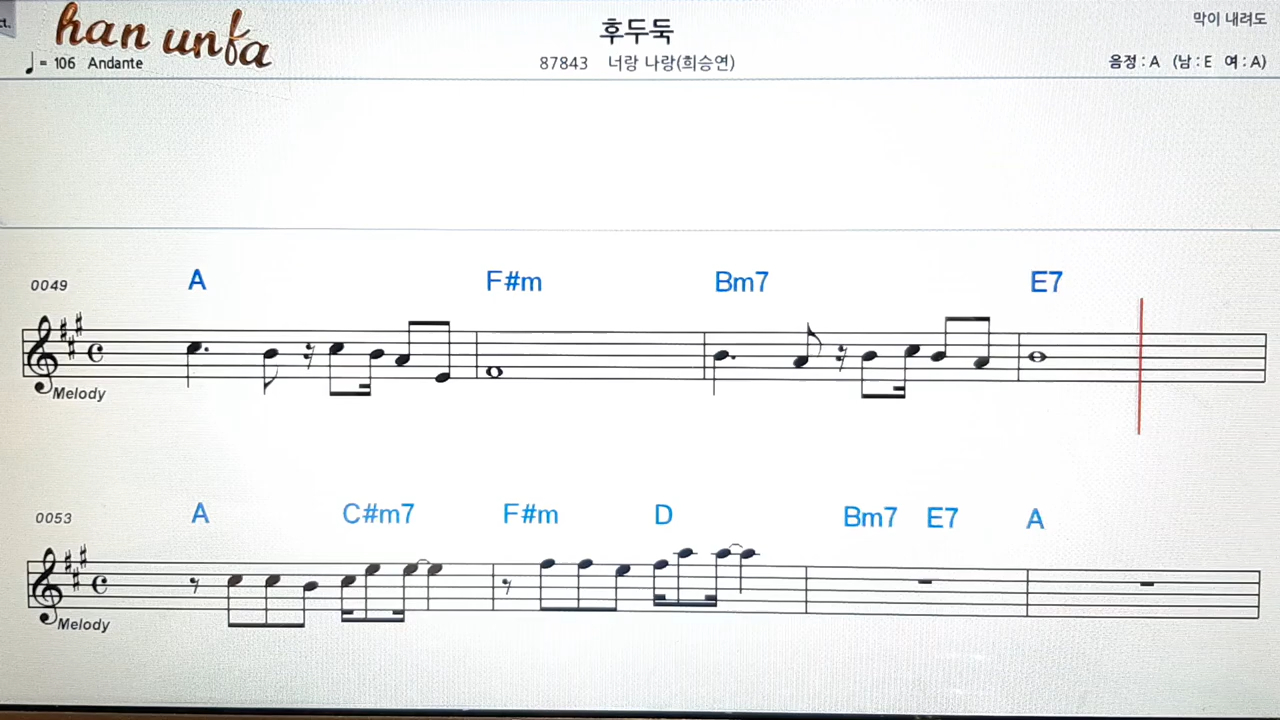 ct.
han unfa
후두둑
막이 내려도
♩= 106 Andante
87843 너랑 나랑(희승연)
음정 : A (남 : E 여 : A)
0049 A F#m Bm7 E7
Melody
0053 A C#m7 F#m D Bm7 E7 A
Melody